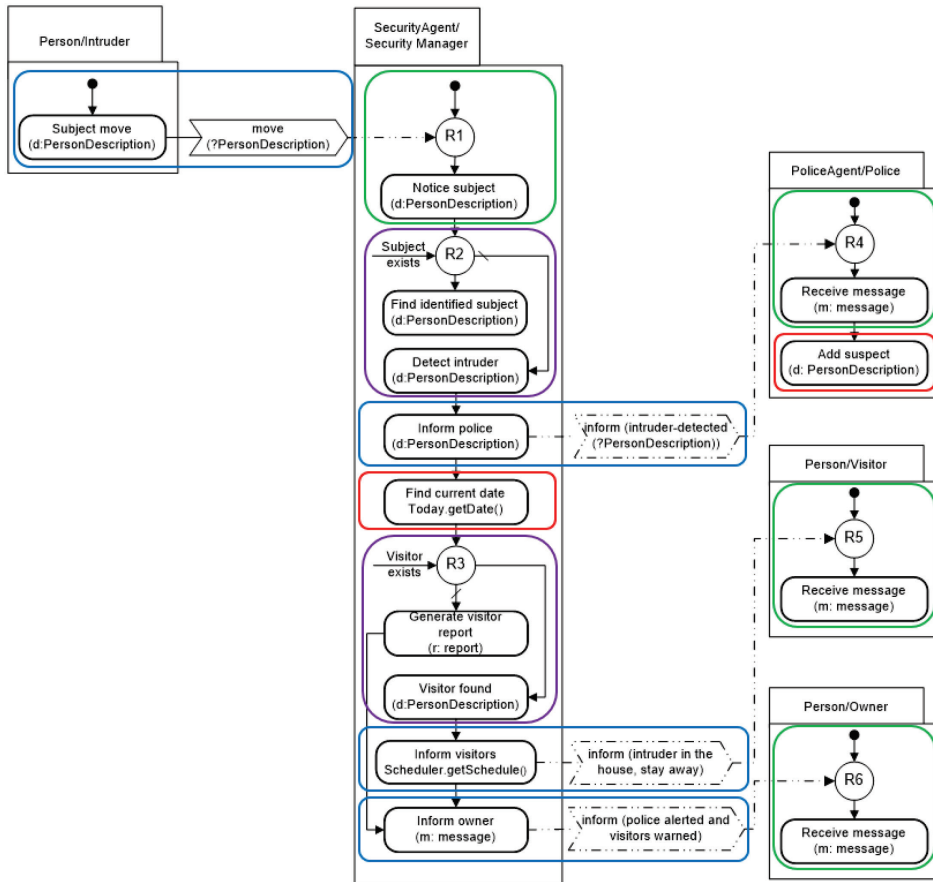 Person/Intruder
Subject move
(d:PersonDescription)
move
(?PersonDescription)
SecurityAgent/
Security Manager
R1
Notice subject
(d:PersonDescription)
Subject
exists
R2
Find identified subject
(d:PersonDescription)
Detect intruder
(d:PersonDescription)
Inform police
(d:PersonDescription)
inform (intruder-detected
(?PersonDescription))
Find current date
Today.getDate()
Visitor
exists
R3
Generate visitor
report
(r: report)
Visitor found
(d:PersonDescription)
Inform visitors
Scheduler.getSchedule()
inform (intruder in the
house, stay away)
Inform owner
(m: message)
inform (police alerted and
visitors warned)
PoliceAgent/Police
R4
Receive message
(m: message)
Add suspect
(d: PersonDescription)
Person/Visitor
R5
Receive message
(m: message)
Person/Owner
R6
Receive message
(m: message)